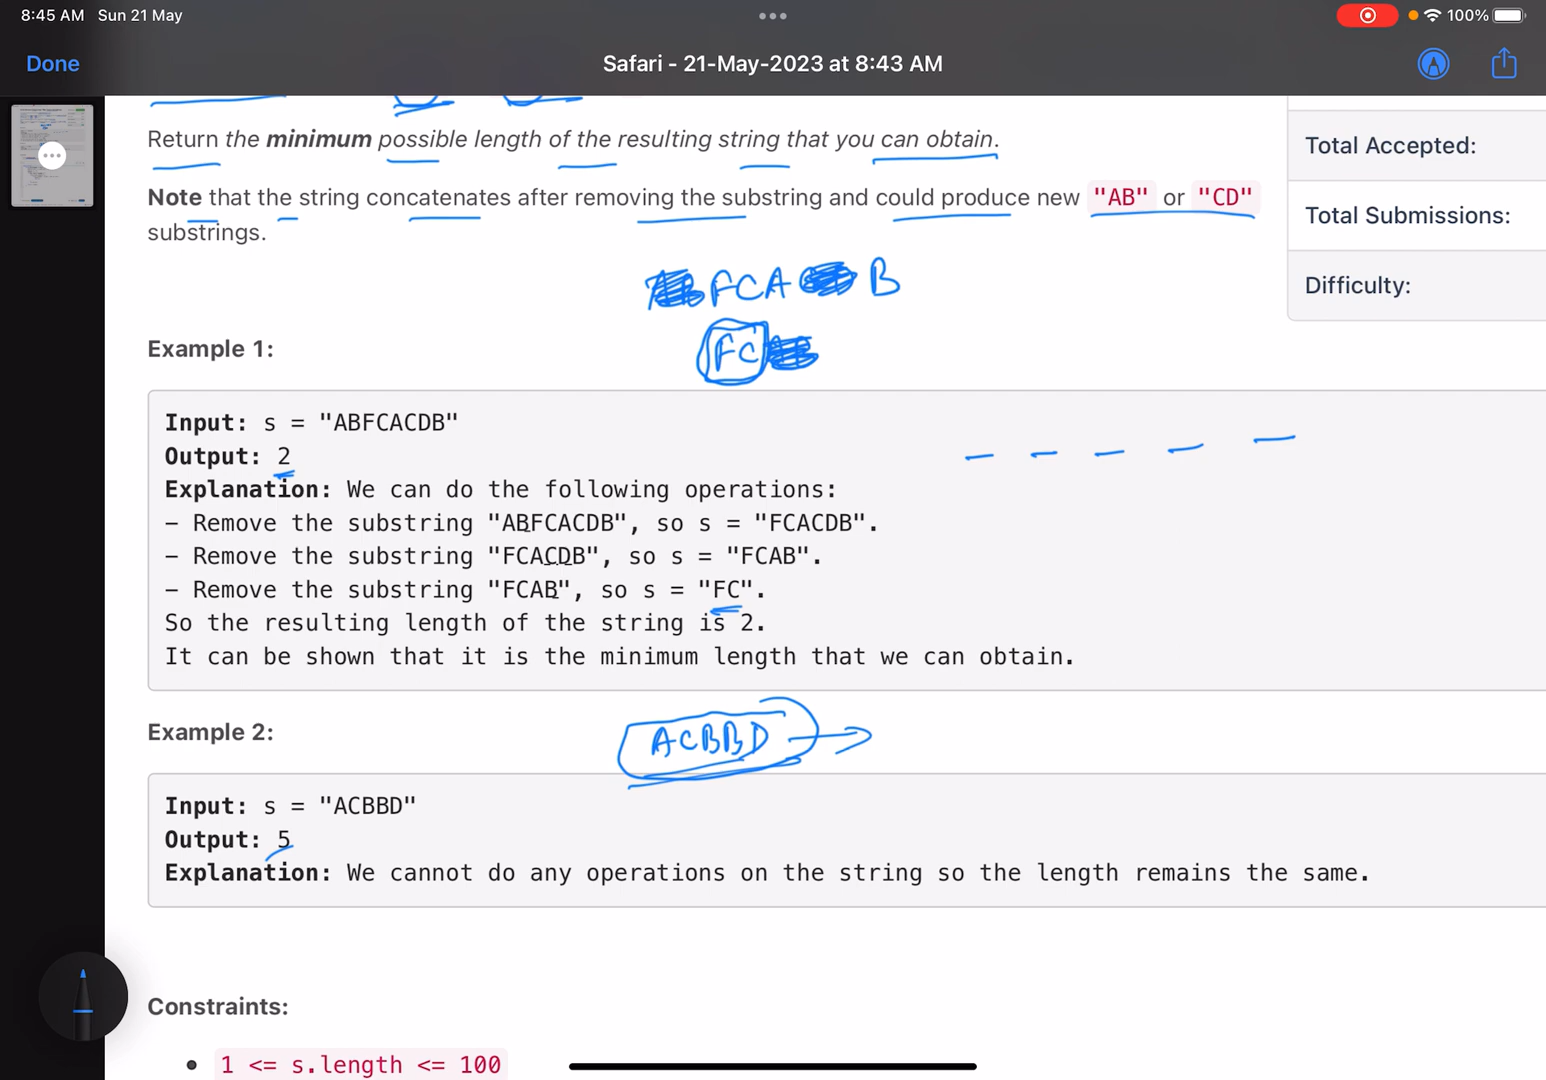 8:45 AM Sun 21 May
100%
Done
Safari - 21-May-2023 at 8:43 AM
Return the minimum possible length of the resulting string that you can obtain.
Total Accepted:
Note that the string concatenates after removing the substring and could produce new "AB" or "CD"
substrings.
Total Submissions:
FCA B
Difficulty:
Example 1:
FC
Input: s = "ABFCACDB"
Output: 2
Explanation: We can do the following operations:
- Remove the substring "ABFCACDB", so s = "FCACDB".
- Remove the substring "FCACDB", so s = "FCAB".
- Remove the substring "FCAB", so s = "FC".
So the resulting length of the string is 2.
It can be shown that it is the minimum length that we can obtain.
Example 2:
ACBBD
Input: s = "ACBBD"
Output: 5
Explanation: We cannot do any operations on the string so the length remains the same.
Constraints:
• 1 <= s.length <= 100